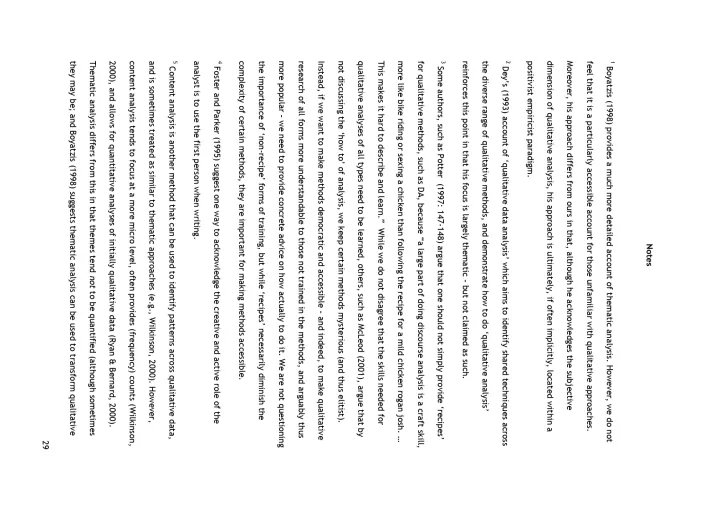 Notes
1 Boyatzis (1998) provides a much more detailed account of thematic analysis. However, we do not
feel that it is a particularly accessible account for those unfamiliar with qualitative approaches.
Moreover, his approach differs from ours in that, although he acknowledges the subjective
dimension of qualitative analysis, his approach is ultimately, if often implicitly, located within a
positivist empiricist paradigm.
2 Dey's (1993) account of 'qualitative data analysis' which aims to identify shared techniques across
the diverse range of qualitative methods, and demonstrate how to do 'qualitative analysis'
reinforces this point in that his focus is largely thematic - but not claimed as such.
3 Some authors, such as Potter (1997: 147-148) argue that one should not simply provide 'recipes'
for qualitative methods, such as DA, because "a large part of doing discourse analysis is a craft skill,
more like bike riding or sexing a chicken than following the recipe for a mild chicken rogan josh. …
This makes it hard to describe and learn." While we do not disagree that the skills needed for
qualitative analyses of all types need to be learned, others, such as McLeod (2001), argue that by
not discussing the 'how to' of analysis, we keep certain methods mysterious (and thus elitist).
Instead, if we want to make methods democratic and accessible - and indeed, to make qualitative
research of all forms more understandable to those not trained in the methods, and arguably thus
more popular - we need to provide concrete advice on how actually to do it. We are not questioning
the importance of 'non-recipe' forms of training, but while 'recipes' necessarily diminish the
complexity of certain methods, they are important for making methods accessible.
4 Foster and Parker (1995) suggest one way to acknowledge the creative and active role of the
analyst is to use the first-person when writing.
5 Content analysis is another method that can be used to identify patterns across qualitative data,
and is sometimes treated as similar to thematic approaches (e.g., Wilkinson, 2000). However,
content analysis tends to focus at a more micro level, often provides (frequency) counts (Wilkinson,
2000), and allows for quantitative analyses of initially qualitative data (Ryan & Bernard, 2000).
Thematic analysis differs from this in that themes tend not to be quantified (although sometimes
they may be; and Boyatzis (1998) suggests thematic analysis can be used to transform qualitative
29